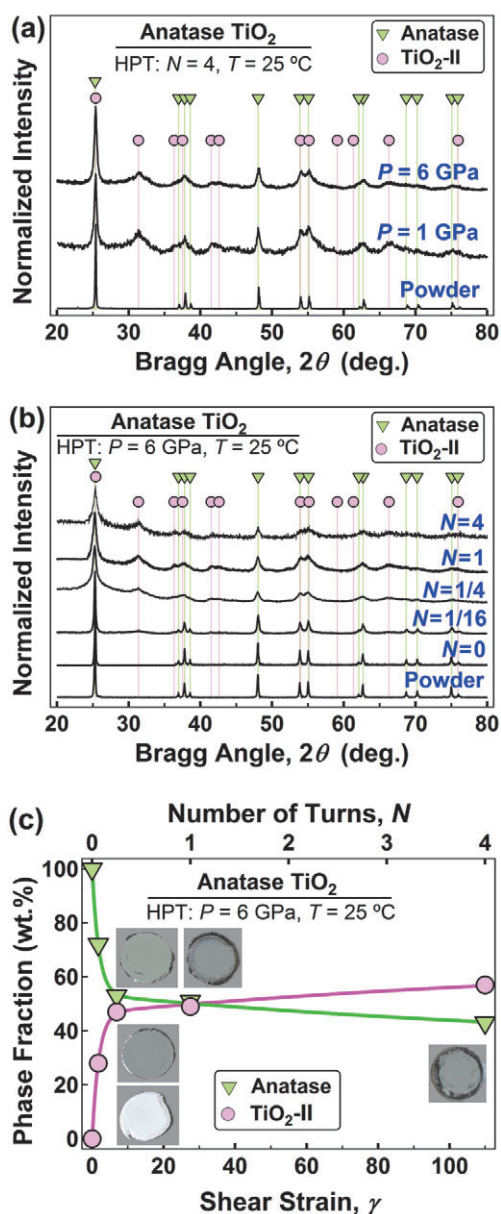 (a)
Anatase TiO₂
HPT: N = 4, T = 25 ºC
Anatase
TiO₂-II
P = 6 GPa
P = 1 GPa
Powder
Normalized Intensity
20 30 40 50 60 70 80
Bragg Angle, 2θ (deg.)
(b)
Anatase TiO₂
HPT: P = 6 GPa, T = 25 ºC
Anatase
TiO₂-II
N=4
N=1
N=1/4
N=1/16
N=0
Powder
Normalized Intensity
20 30 40 50 60 70 80
Bragg Angle, 2θ (deg.)
(c)
Number of Turns, N
0 1 2 3 4
Anatase TiO₂
HPT: P = 6 GPa, T = 25 ºC
100
80
60
40
20
0
Phase Fraction (wt.%)
Anatase
TiO₂-II
0 20 40 60 80 100
Shear Strain, γ